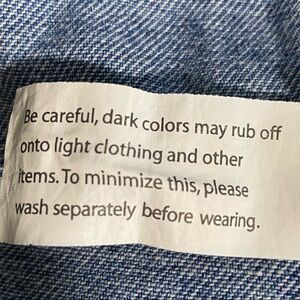 Be careful, dark colors may rub off
onto light clothing and other
items. To minimize this, please
wash separately before wearing.